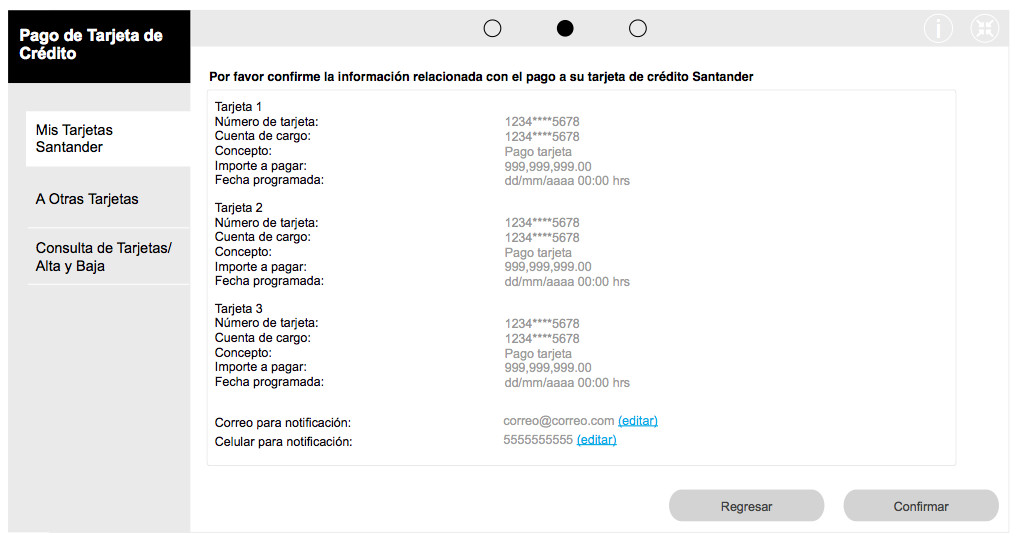 Pago de Tarjeta de
Crédito
Mis Tarjetas
Santander
A Otras Tarjetas
Consulta de Tarjetas/
Alta y Baja
Por favor confirme la información relacionada con el pago a su tarjeta de crédito Santander
Tarjeta 1
Número de tarjeta: 1234****5678
Cuenta de cargo: 1234****5678
Concepto: Pago tarjeta
Importe a pagar: 999,999,999.00
Fecha programada: dd/mm/aaaa 00:00 hrs
Tarjeta 2
Número de tarjeta: 1234****5678
Cuenta de cargo: 1234****5678
Concepto: Pago tarjeta
Importe a pagar: 999,999,999.00
Fecha programada: dd/mm/aaaa 00:00 hrs
Tarjeta 3
Número de tarjeta: 1234****5678
Cuenta de cargo: 1234****5678
Concepto: Pago tarjeta
Importe a pagar: 999,999,999.00
Fecha programada: dd/mm/aaaa 00:00 hrs
Correo para notificación: correo@correo.com (editar)
Celular para notificación: 5555555555 (editar)
Regresar Confirmar